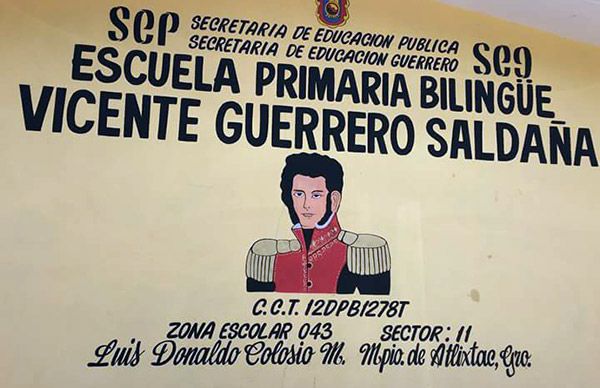 SEP SECRETARIA DE EDUCACION PUBLICA
SECRETARIA DE EDUCACION GUERRERO SEG
ESCUELA PRIMARIA BILINGÜE
VICENTE GUERRERO SALDAÑA
C.C.T. 12DPB1278T
ZONA ESCOLAR 043 SECTOR: 11
Luis Donaldo Colosio M. Mpio. de Atlixtac, Gro.